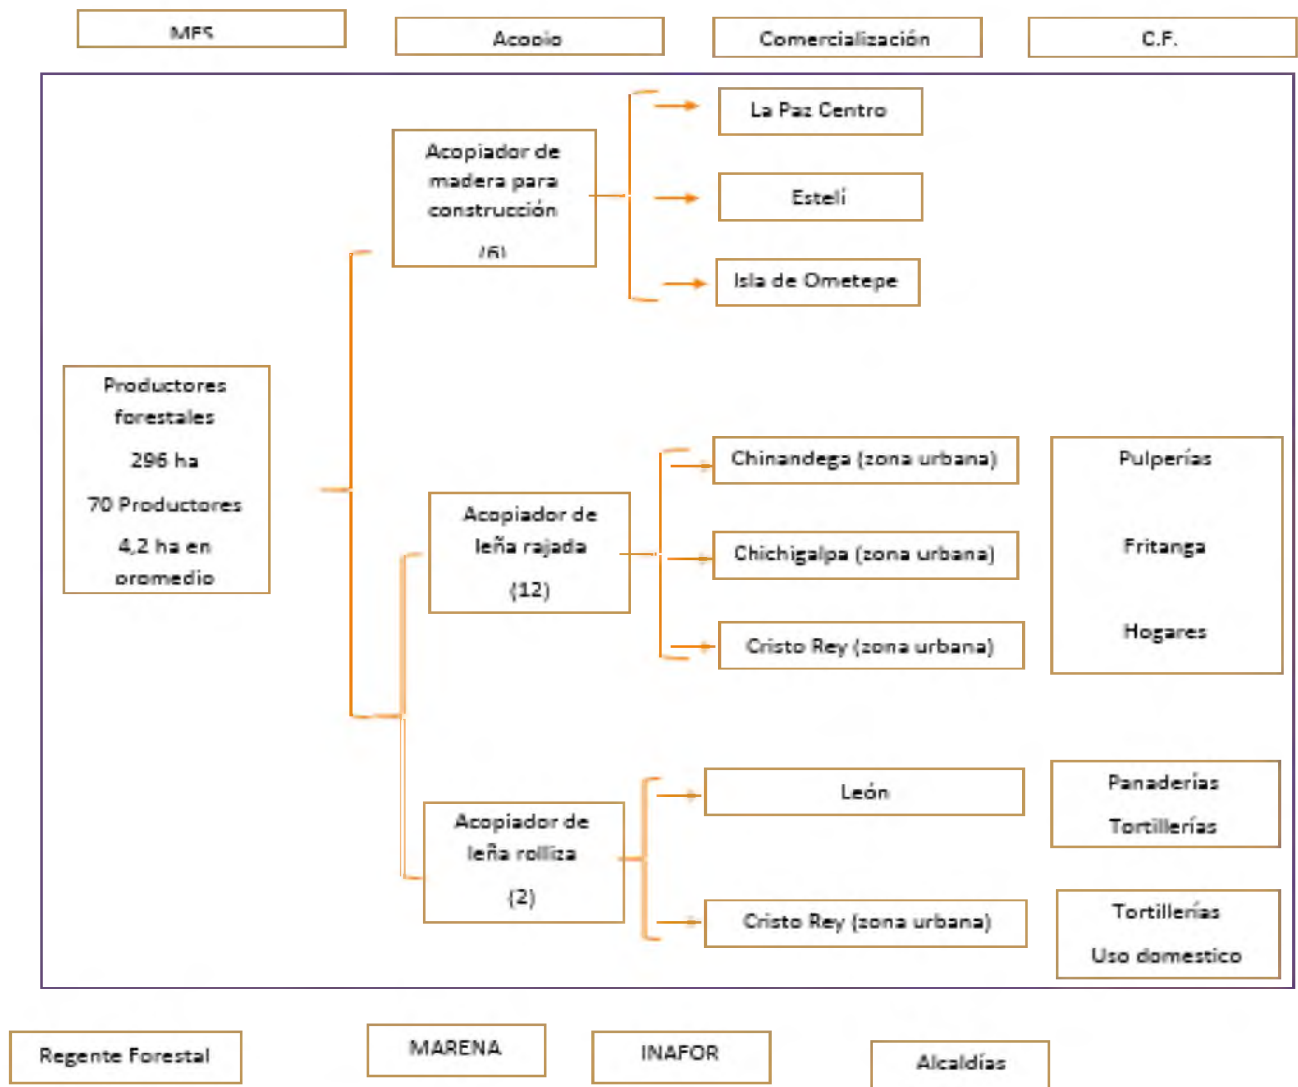 MFS
Acopio
Comercialización
C.F.
Acopiador de
madera para
construcción
(6)
La Paz Centro
Estelí
Isla de Ometepe
Productores
forestales
296 ha
70 Productores
4,2 ha en
promedio
Acopiador de
leña rajada
(12)
Chinandega (zona urbana)
Chichigalpa (zona urbana)
Cristo Rey (zona urbana)
Pulperías
Fritanga
Hogares
Acopiador de
leña rolliza
(2)
León
Cristo Rey (zona urbana)
Panaderías
Tortillerías
Tortillerías
Uso domestico
Regente Forestal
MARENA
INAFOR
Alcaldías